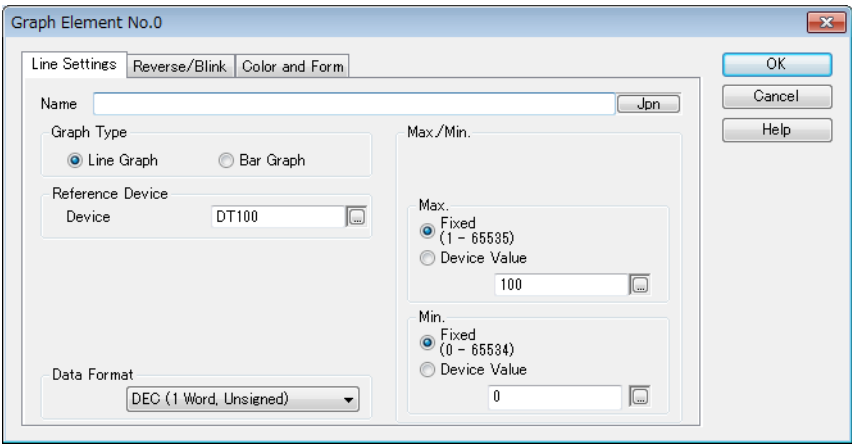 Graph Element No.0
Line Settings
Reverse/Blink
Color and Form
OK
Cancel
Help
Name
Jpn
Graph Type
Line Graph
Bar Graph
Reference Device
Device
DT100
...
Data Format
DEC (1 Word, Unsigned)
Max./Min.
Max.
Fixed
(1 - 65535)
Device Value
100
...
Min.
Fixed
(0 - 65534)
Device Value
0
...